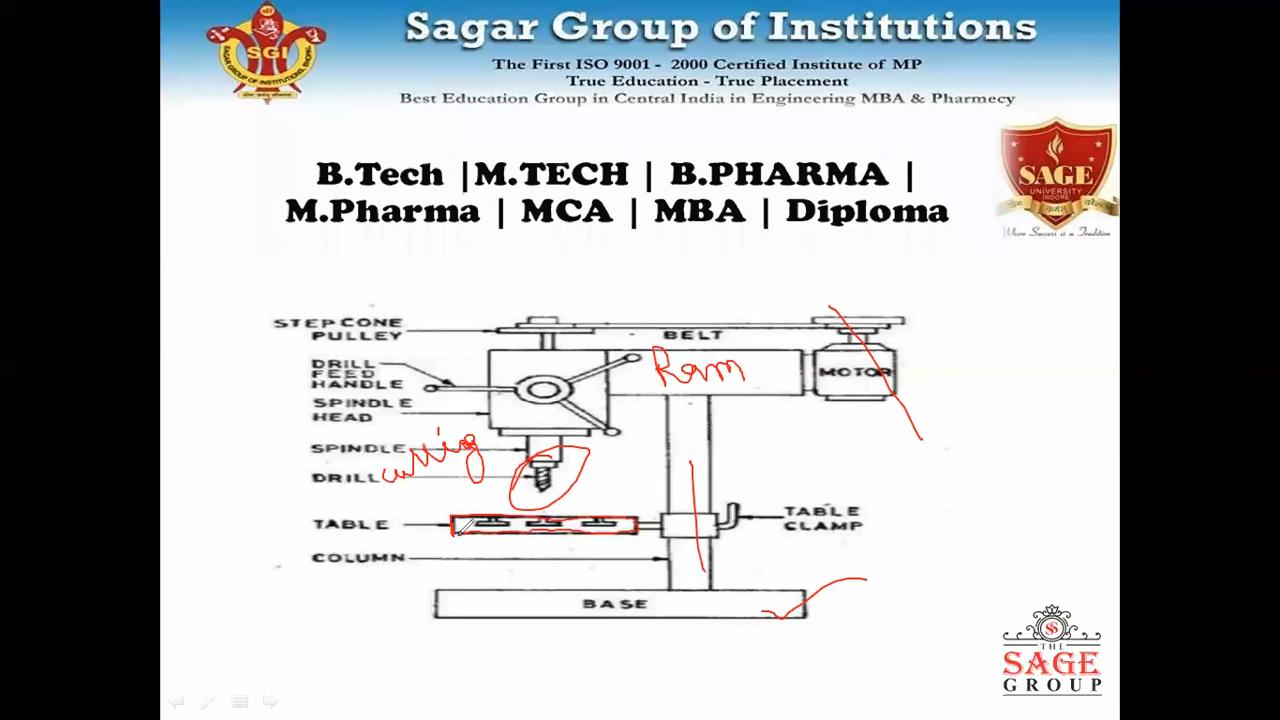 Sagar Group of Institutions
The First ISO 9001 - 2000 Certified Institute of MP
True Education - True Placement
Best Education Group in Central India in Engineering MBA & Pharmecy
SGI
B.Tech |M.TECH | B.PHARMA |
M.Pharma | MCA | MBA | Diploma
SAGE
UNIVERSITY
INDORE
Where Success is a Tradition
STEP CONE
PULLEY
BELT
DRILL
FEED
HANDLE
Ram
MOTOR
SPINDLE
HEAD
SPINDLE
cutting
DRILL
TABLE
TABLE
CLAMP
COLUMN
BASE
THE
SAGE
GROUP